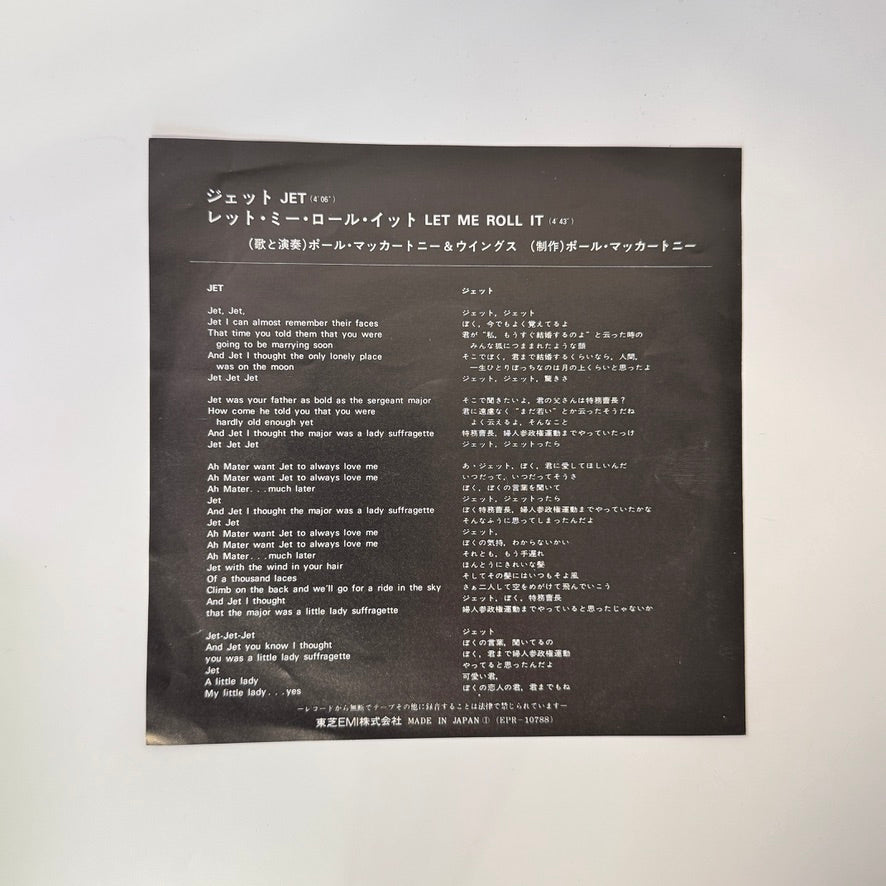 ジェット JET (4'06")
レット・ミー・ロール・イット LET ME ROLL IT (4'43")
(歌と演奏)ポール・マッカートニー&ウイングス (制作)ポール・マッカートニー
JET
Jet, Jet,
Jet I can almost remember their faces
That time you told them that you were
going to be marrying soon
And Jet I thought the only lonely place
was on the moon
Jet Jet Jet
Jet was your father as bold as the sergeant major
How come he told you that you were
hardly old enough yet
And Jet I thought the major was a lady suffragette
Jet Jet Jet
Ah Mater want Jet to always love me
Ah Mater want Jet to always love me
Ah Mater...much later
Jet
And Jet I thought the major was a lady suffragette
Jet Jet
Ah Mater want Jet to always love me
Ah Mater want Jet to always love me
Ah Mater...much later
Jet with the wind in your hair
Of a thousand laces
Climb on the back and we'll go for a ride in the sky
And Jet I thought
that the major was a little lady suffragette
Jet-Jet-Jet
And Jet you know I thought
you was a little lady suffragette
Jet
A little lady
My little lady...yes
ジェット
ジェット, ジェット
ぼく, 今でもよく覚えてるよ
君が“私, もうすぐ結婚するのよ”と云った時の
みんな狐につままれたような顔
そこでぼく, 君まで結婚するくらいなら, 人間,
一生ひとりぼっちなのは月の上くらいと思ったよ
ジェット, ジェット, 驚きさ
そこで聞きたいよ, 君の父さんは特務曹長?
君に遠慮なく“まだ若い”とか云ったそうだね
よく云えるよ, そんなこと
特務曹長, 婦人参政権運動までやっていたっけ
ジェット, ジェットったら
あ・ジェット, ぼく, 君に愛してほしいんだ
いつだって, いつだってそうさ
ぼく, ぼくの言葉を聞いて
ジェット, ジェットったら
ぼく特務曹長, 婦人参政権運動までやっていたかな
そんなふうに思ってしまったんだよ
ジェット,
ぼくの気持, わからないかい
それとも, もう手遅れ
ほんとうにきれいな髪
そしてその髪にはいつもそよ風
さぁ二人して空をめがけて飛んでいこう
ジェット, ぼく, 特務曹長
婦人参政権運動までやっていると思ったじゃないか
ジェット
ぼくの言葉, 聞いてるの
ぼく, 君まで婦人参政権運動
やってると思ったんだよ
可愛い君,
ぼくの恋人の君, 君までもね
—レコードから無断でテープその他に録音することは法律で禁じられています—
東芝EMI株式会社 MADE IN JAPAN ① (EPR-10788)